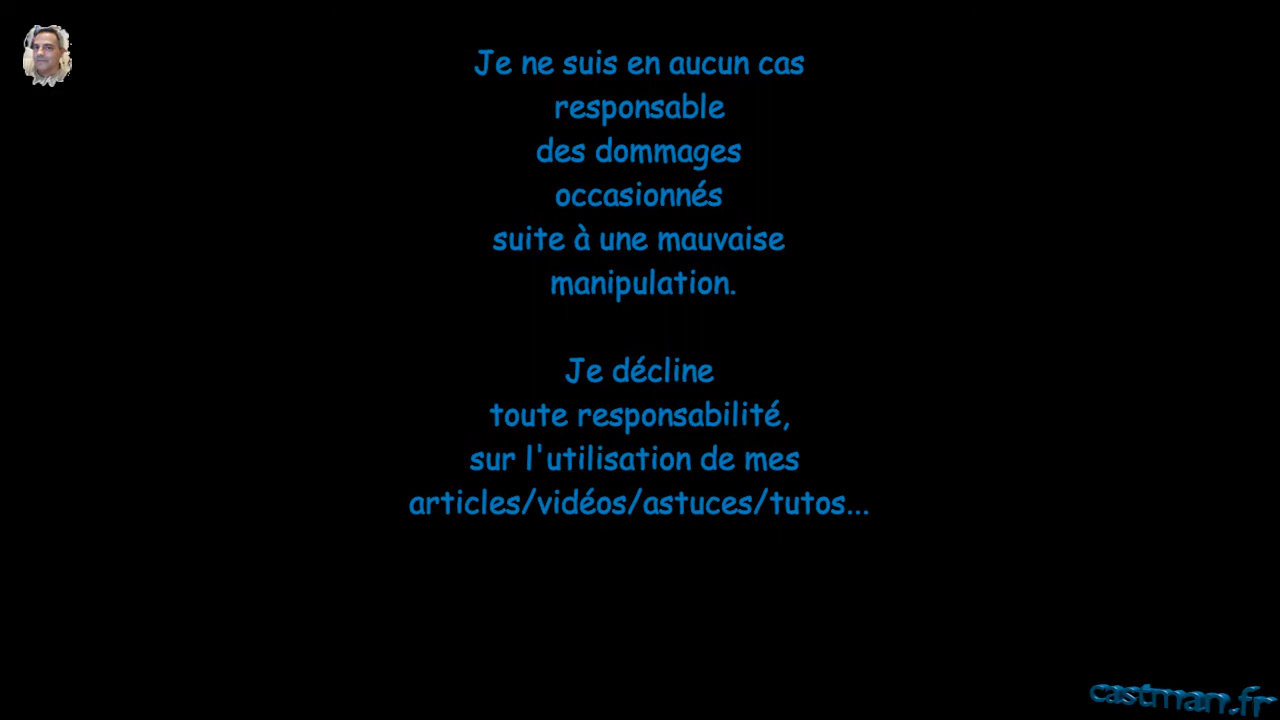 Je ne suis en aucun cas
responsable
des dommages
occasionnés
suite à une mauvaise
manipulation.
Je décline
toute responsabilité,
sur l'utilisation de mes
articles/vidéos/astuces/tutos...
castman.fr